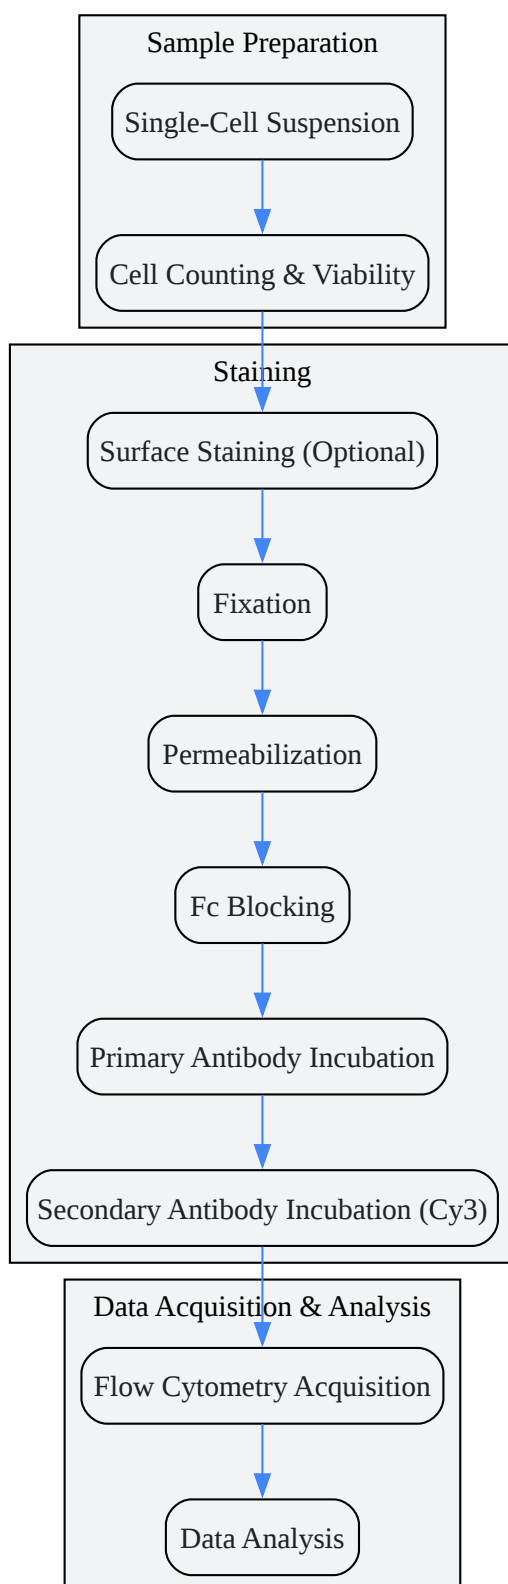 Sample Preparation
Single-Cell Suspension
Cell Counting & Viability
Staining
Surface Staining (Optional)
Fixation
Permeabilization
Fc Blocking
Primary Antibody Incubation
Secondary Antibody Incubation (Cy3)
Data Acquisition & Analysis
Flow Cytometry Acquisition
Data Analysis